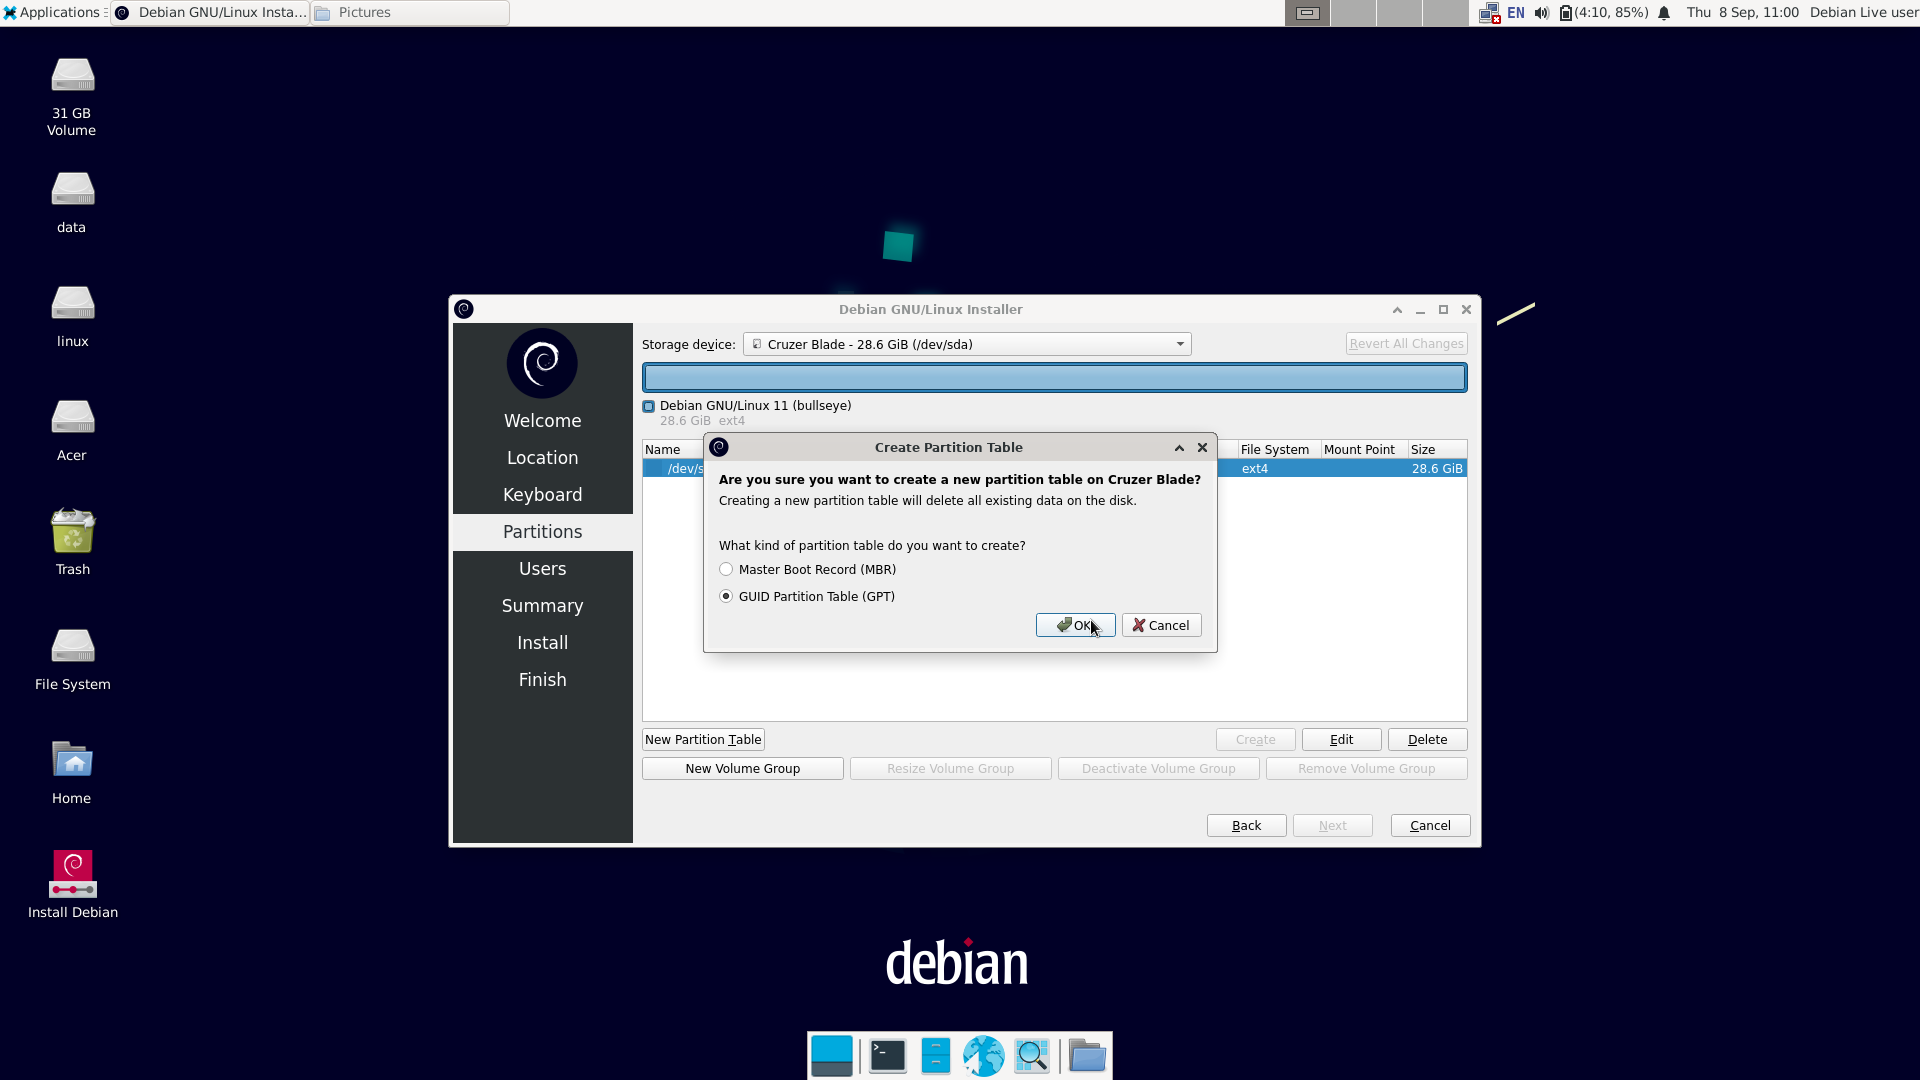 Applications
Debian GNU/Linux Insta...
Pictures
EN
(4:10, 85%)
Thu 8 Sep, 11:00
Debian Live user
31 GB
Volume
data
linux
Acer
Trash
File System
Home
Install Debian
Debian GNU/Linux Installer
Welcome
Location
Keyboard
Partitions
Users
Summary
Install
Finish
Storage device:
Cruzer Blade - 28.6 GiB (/dev/sda)
Revert All Changes
Debian GNU/Linux 11 (bullseye)
28.6 GiB ext4
Name
File System
Mount Point
Size
/dev/s
ext4
28.6 GiB
Create Partition Table
Are you sure you want to create a new partition table on Cruzer Blade?
Creating a new partition table will delete all existing data on the disk.
What kind of partition table do you want to create?
Master Boot Record (MBR)
GUID Partition Table (GPT)
OK
Cancel
New Partition Table
Create
Edit
Delete
New Volume Group
Resize Volume Group
Deactivate Volume Group
Remove Volume Group
Back
Next
Cancel
debian